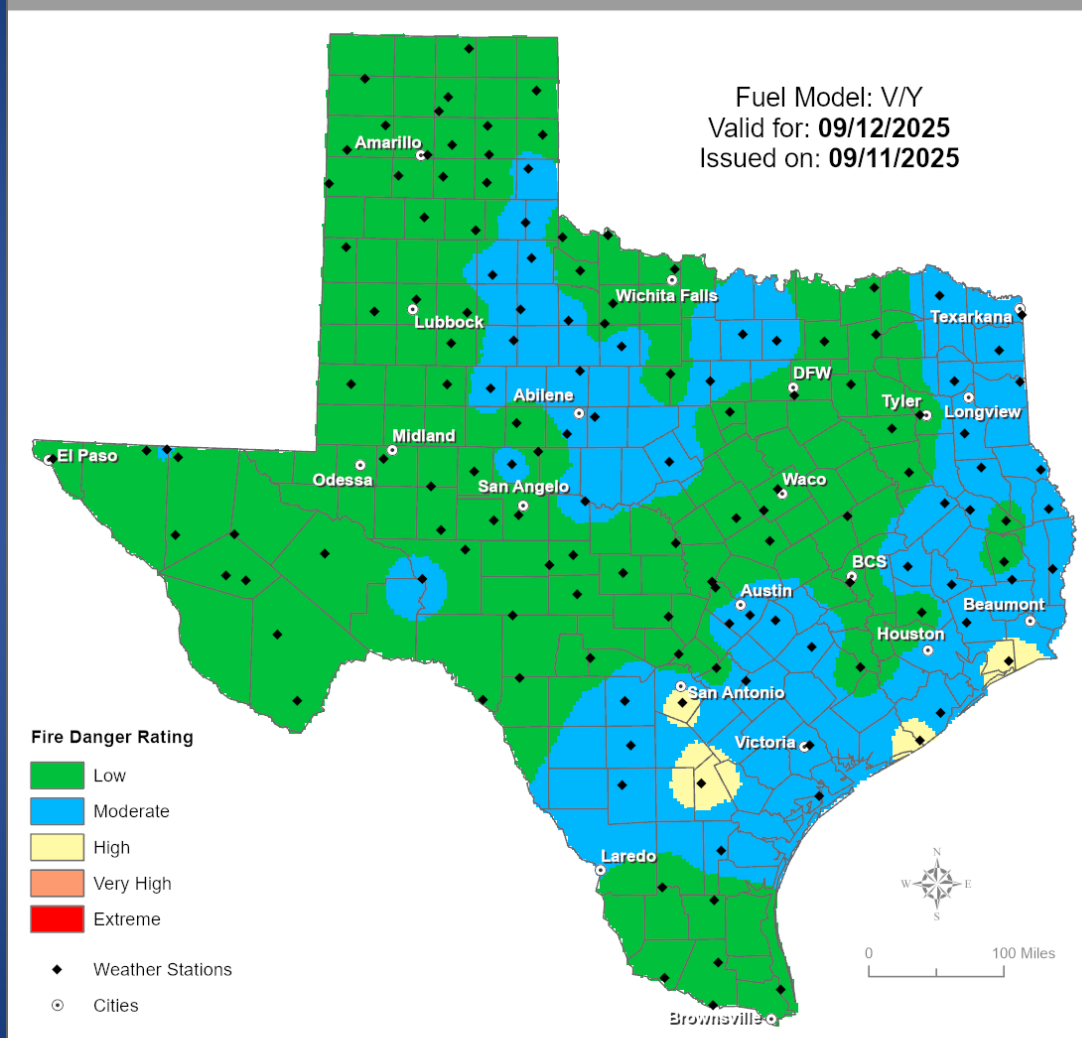 Fuel Model: V/Y
Valid for: 09/12/2025
Issued on: 09/11/2025
Amarillo
Wichita Falls
Lubbock
Texarkana
DFW
Abilene
Tyler
Longview
Midland
El Paso
Odessa
San Angelo
Waco
BCS
Austin
Beaumont
Houston
San Antonio
Victoria
Fire Danger Rating
Low
Moderate
High
Laredo
Very High
Extreme
N
W E
S
0 100 Miles
Weather Stations
Cities
Brownsville